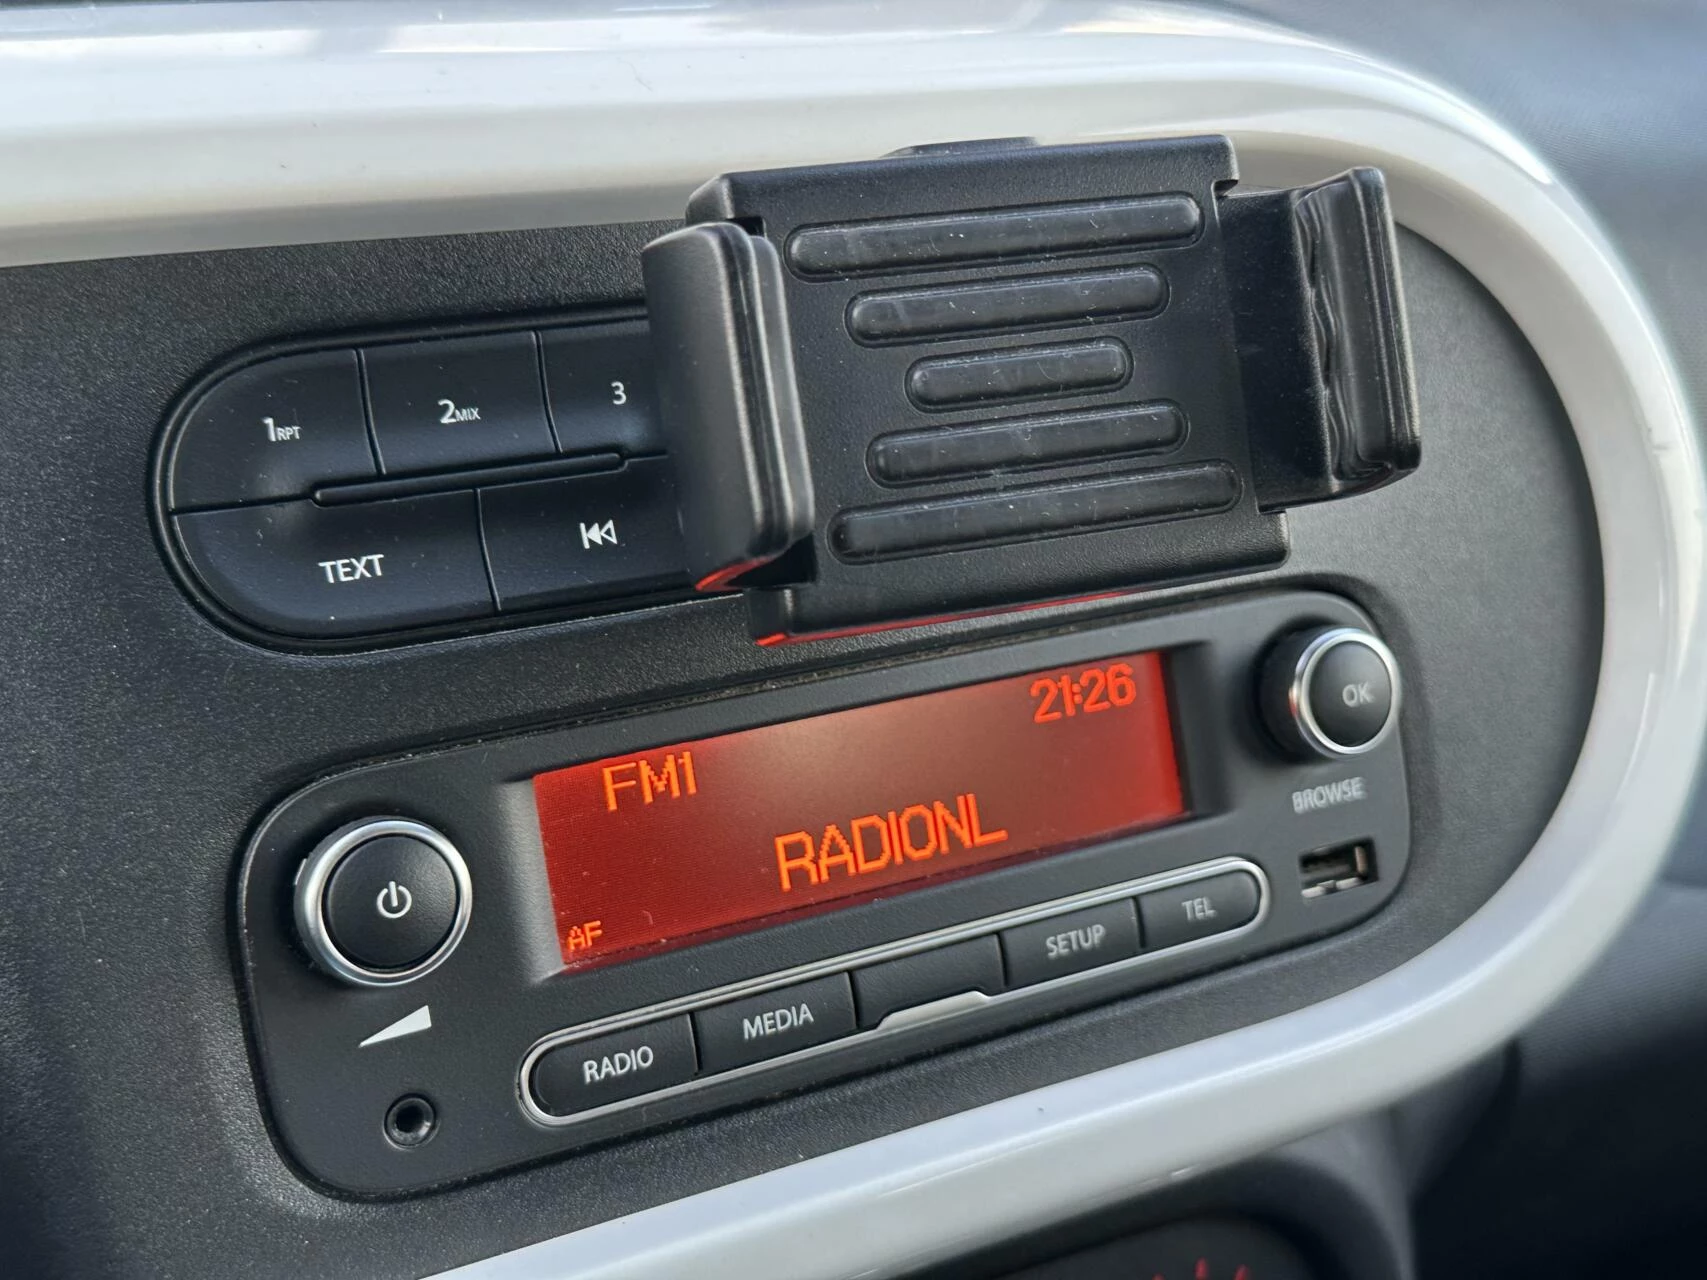 1RPT 2MIX 3
TEXT
21:26
FM1
RADIONL
AF
OK
BROWSE
RADIO MEDIA SETUP TEL